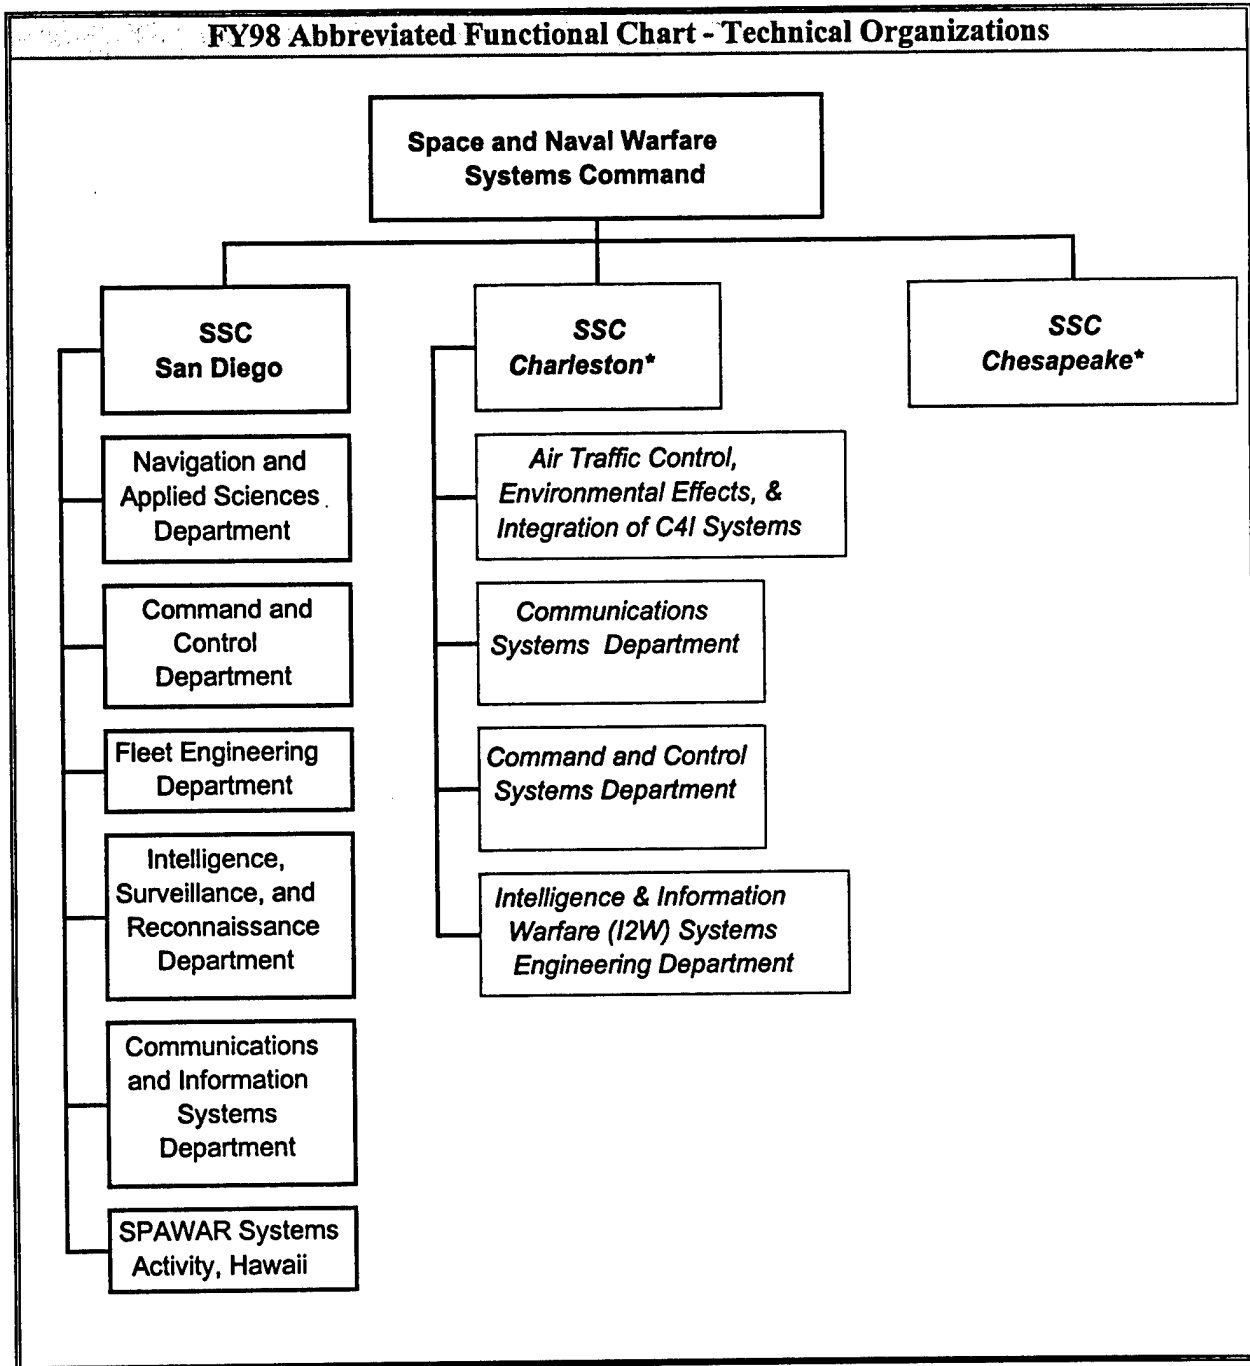 FY98 Abbreviated Functional Chart - Technical Organizations
Space and Naval Warfare
Systems Command
SSC
San Diego
Navigation and
Applied Sciences
Department
Command and
Control
Department
Fleet Engineering
Department
Intelligence,
Surveillance, and
Reconnaissance
Department
Communications
and Information
Systems
Department
SPAWAR Systems
Activity, Hawaii
SSC
Charleston*
Air Traffic Control,
Environmental Effects, &
Integration of C4I Systems
Communications
Systems Department
Command and Control
Systems Department
Intelligence & Information
Warfare (I2W) Systems
Engineering Department
SSC
Chesapeake*